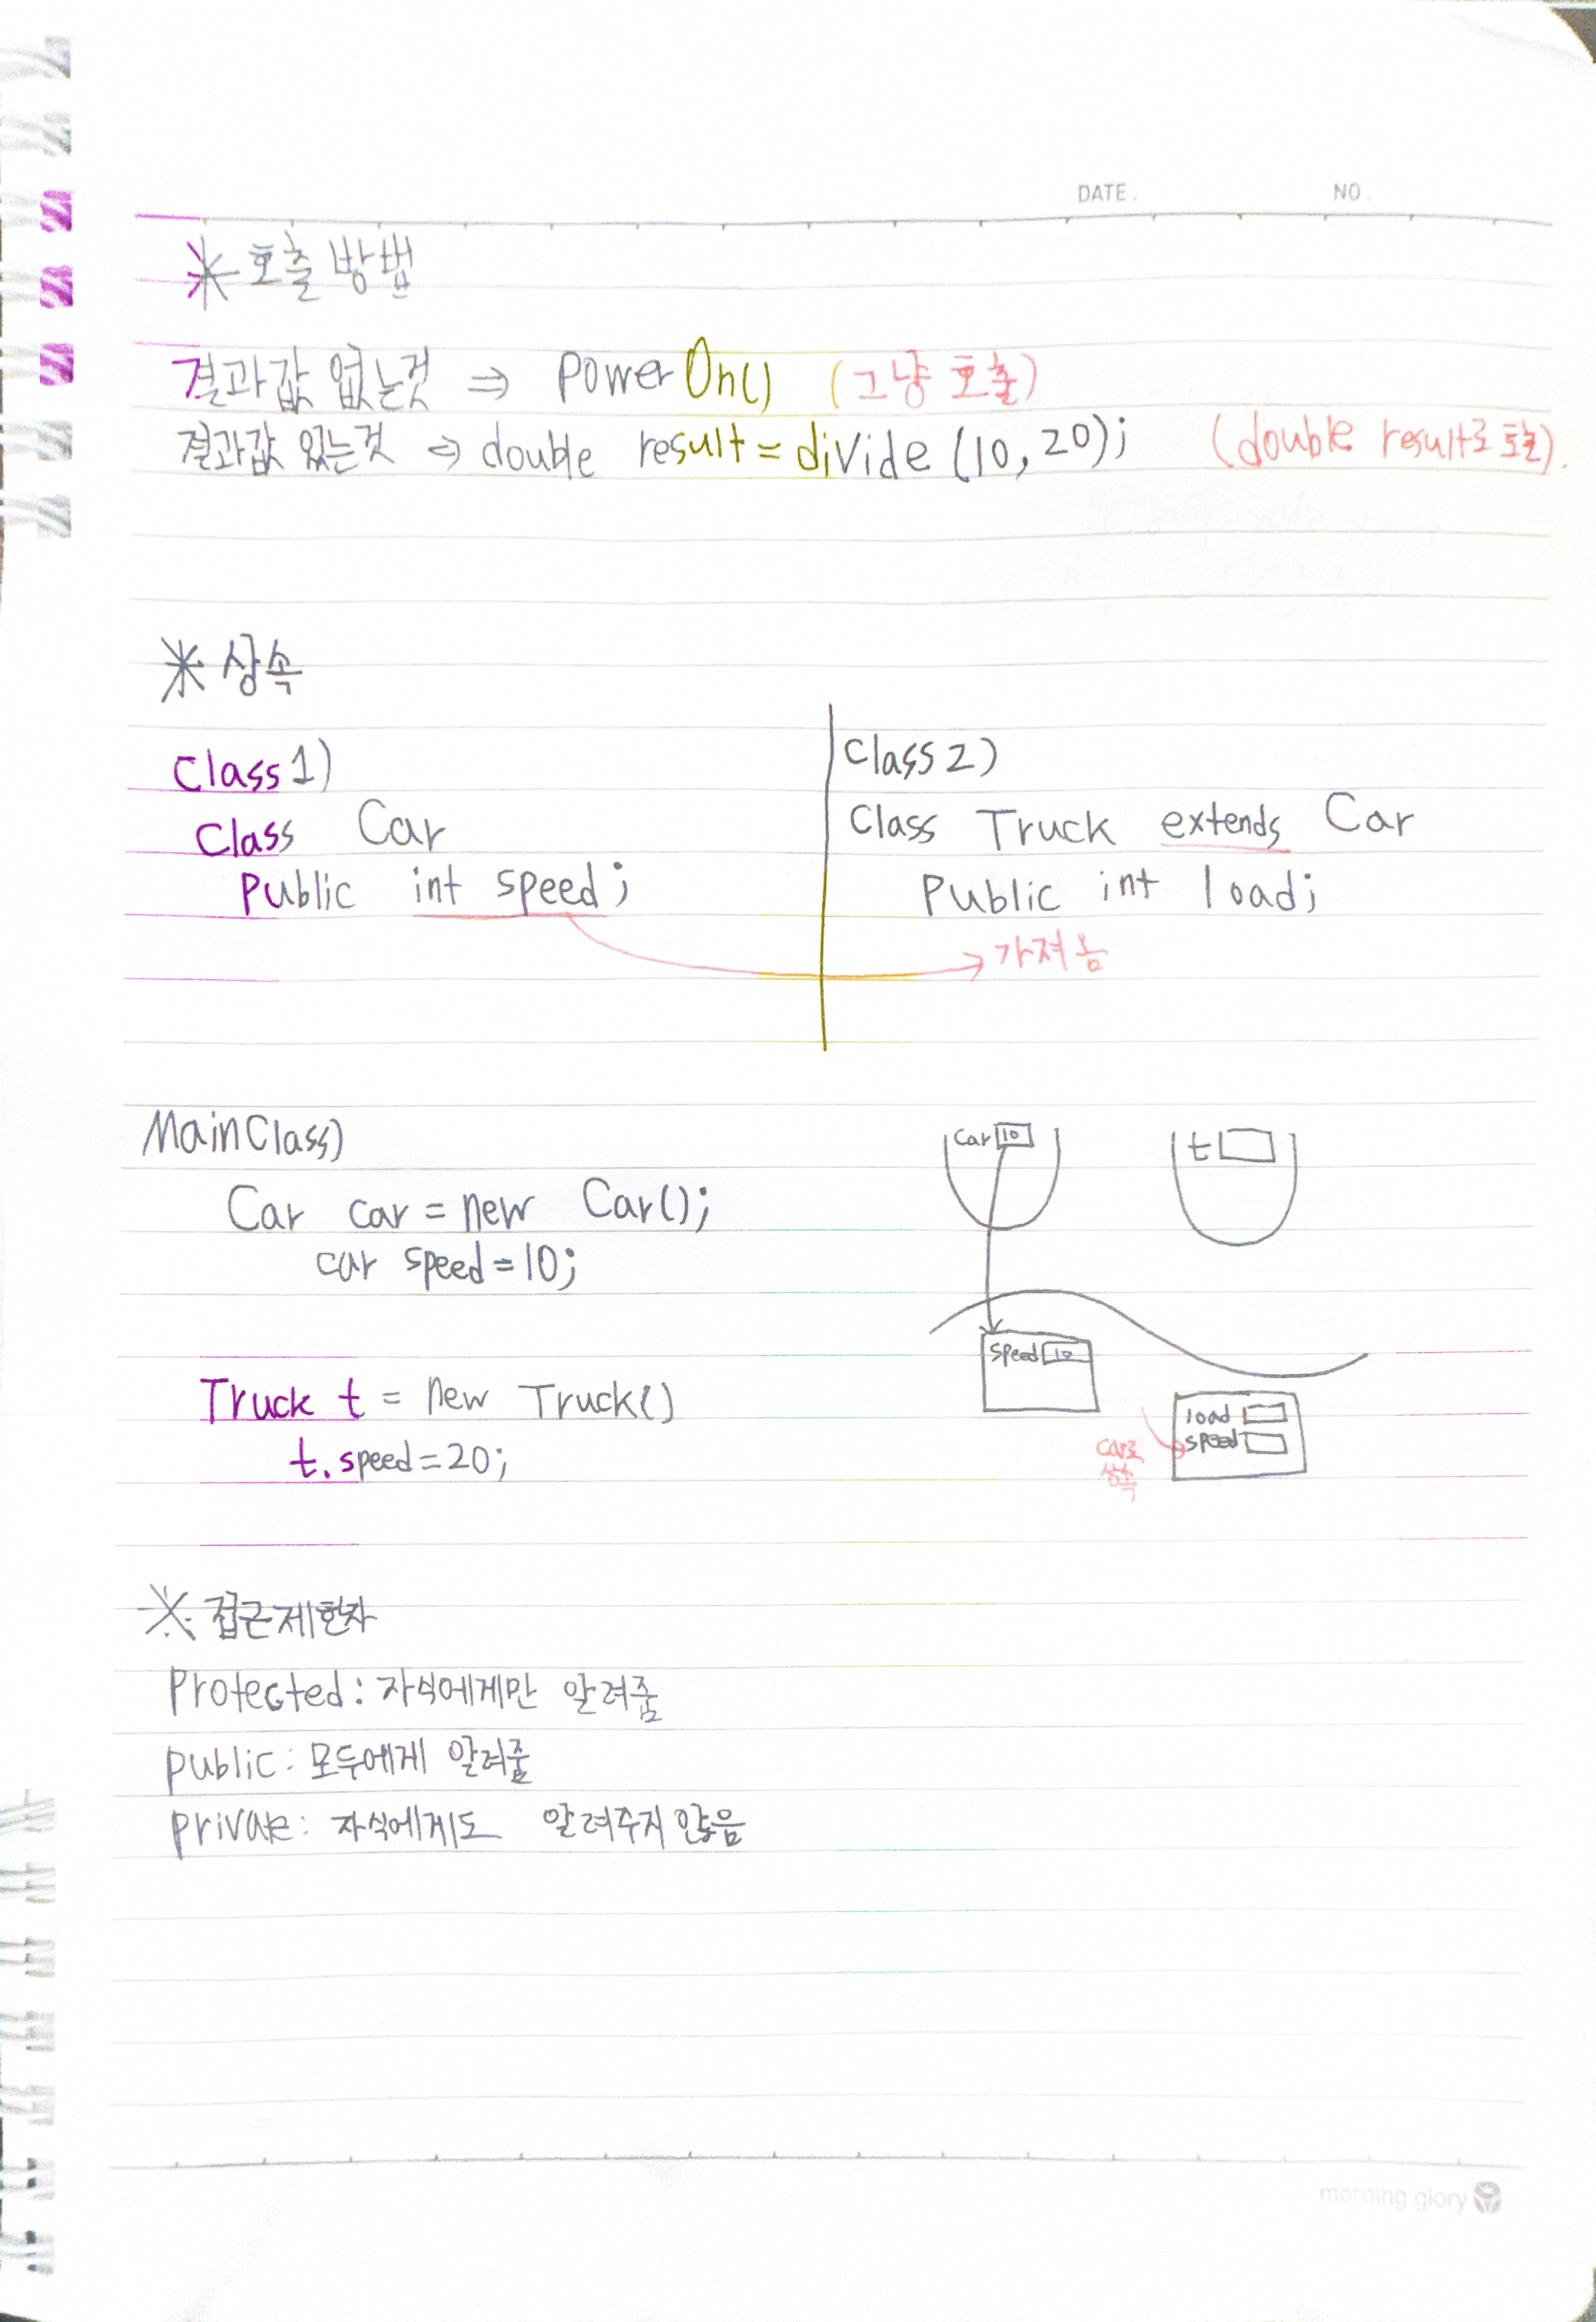 DATE.
NO.
※ 호출 방법
결과값 없는것 ⇒ PowerOn() (그냥 호출)
결과값 있는것 ⇒ double result = divide (10, 20); (double result로 호출).
※ 상속
Class 1)
Class Car
Public int speed;
Class 2)
Class Truck extends Car
Public int load;
→ 가져옴
MainClass)
Car car = new Car();
car speed = 10;
Truck t = new Truck()
t. speed = 20;
Car 10
t
speed 10
load
speed
Car로
상속
※ 접근제한자
Protected : 자식에게만 알려줌
public : 모두에게 알려줌
private : 자식에게도 알려주지 않음
morning glory